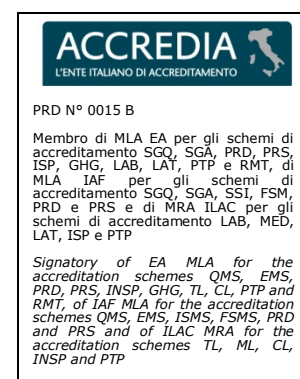 ACCREDIA
L'ENTE ITALIANO DI ACCREDITAMENTO
PRD N° 0015 B
Membro di MLA EA per gli schemi di
accreditamento SGQ, SGA, PRD, PRS,
ISP, GHG, LAB, LAT, PTP e RMT, di
MLA IAF per gli schemi di
accreditamento SGQ, SGA, SSI, FSM,
PRD e PRS e di MRA ILAC per gli
schemi di accreditamento LAB, MED,
LAT, ISP e PTP
Signatory of EA MLA for the
accreditation schemes QMS, EMS,
PRD, PRS, INSP, GHG, TL, CL, PTP and
RMT, of IAF MLA for the accreditation
schemes QMS, EMS, ISMS, FSMS, PRD
and PRS and of ILAC MRA for the
accreditation schemes TL, ML, CL,
INSP and PTP